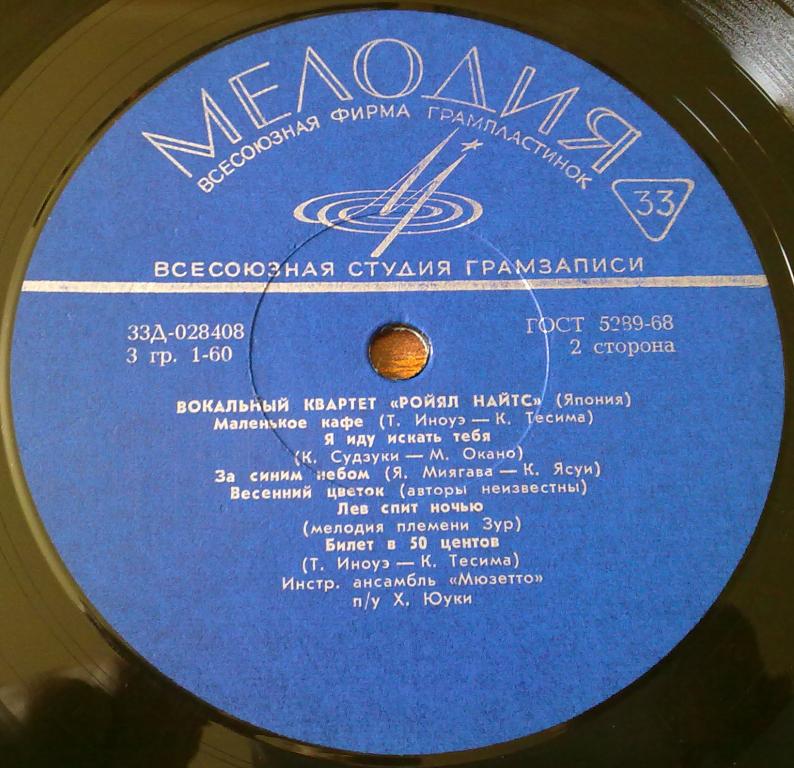 МЕЛОДИЯ
ВСЕСОЮЗНАЯ ФИРМА ГРАМПЛАСТИНОК
33
ВСЕСОЮЗНАЯ СТУДИЯ ГРАМЗАПИСИ
33Д-028408
ГОСТ 5289-68
3 гр. 1-60
2 сторона
ВОКАЛЬНЫЙ КВАРТЕТ «РОЙЯЛ НАЙТС» (Япония)
Маленькое кафе (Т. Иноуэ — К. Тесима)
Я иду искать тебя
(К. Судзуки — М. Окано)
За синим небом (Я. Миягава — К. Ясуи)
Весенний цветок (авторы неизвестны)
Лев спит ночью
(мелодия племени Зур)
Билет в 50 центов
(Т. Иноуэ — К. Тесима)
Инстр. ансамбль «Мюзетто»
п/у Х. Юуки